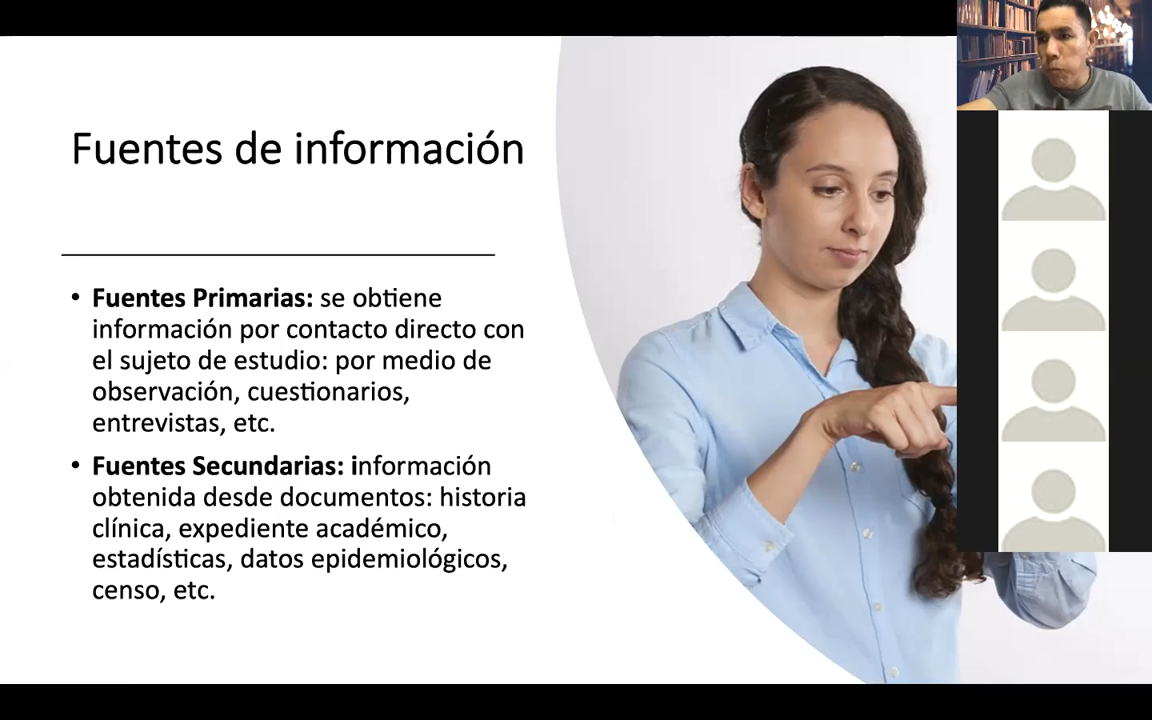 Fuentes de información
• Fuentes Primarias: se obtiene
información por contacto directo con
el sujeto de estudio: por medio de
observación, cuestionarios,
entrevistas, etc.
• Fuentes Secundarias: información
obtenida desde documentos: historia
clínica, expediente académico,
estadísticas, datos epidemiológicos,
censo, etc.